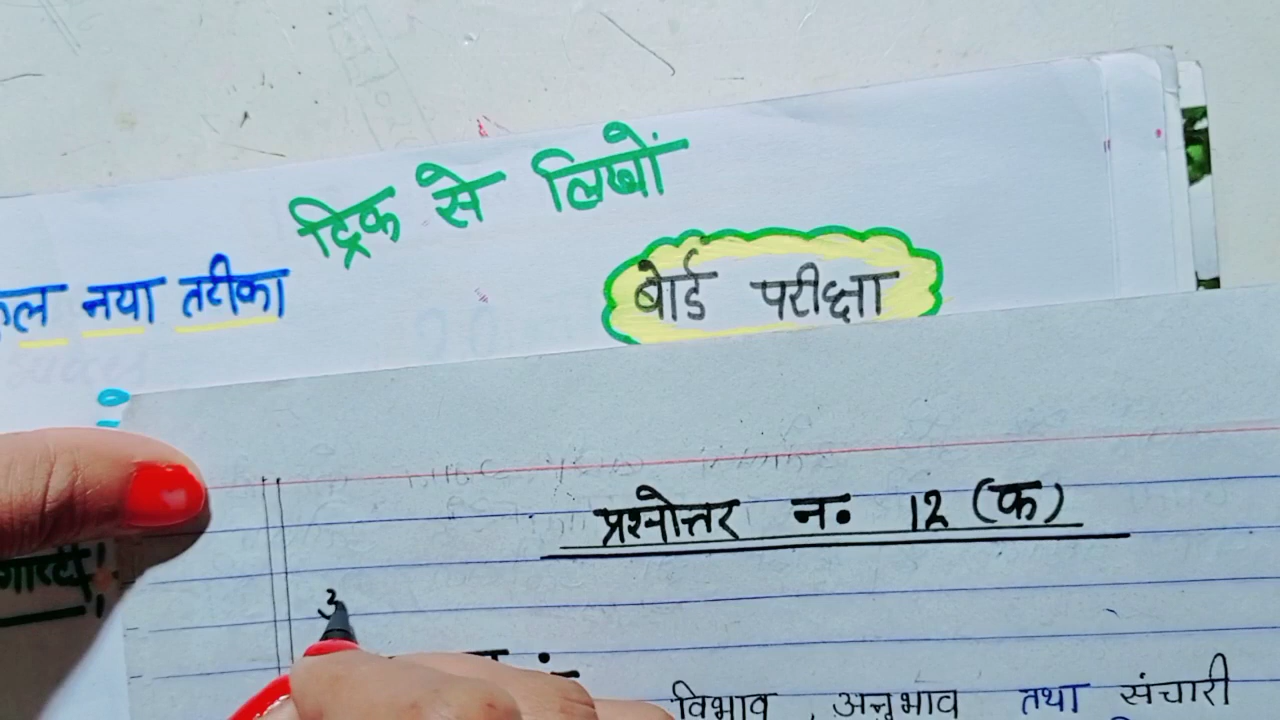 ट्रिक से लिखों
नया तरीका
बोर्ड परीक्षा
प्रश्नोत्तर न॰ 12 (क)
विभाव , अनुभाव तथा संचारी